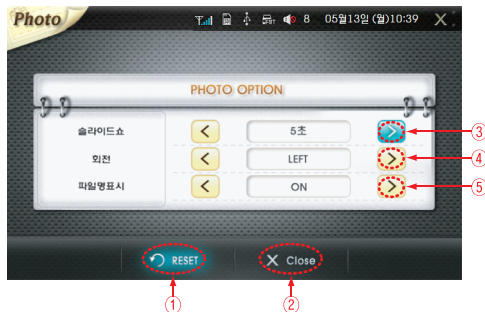 Photo 8 05월13일 (월)10:39 X
PHOTO OPTION
슬라이드쇼 < 5초 > ③
회전 < LEFT > ④
파일명표시 < ON > ⑤
RESET X Close
① ②